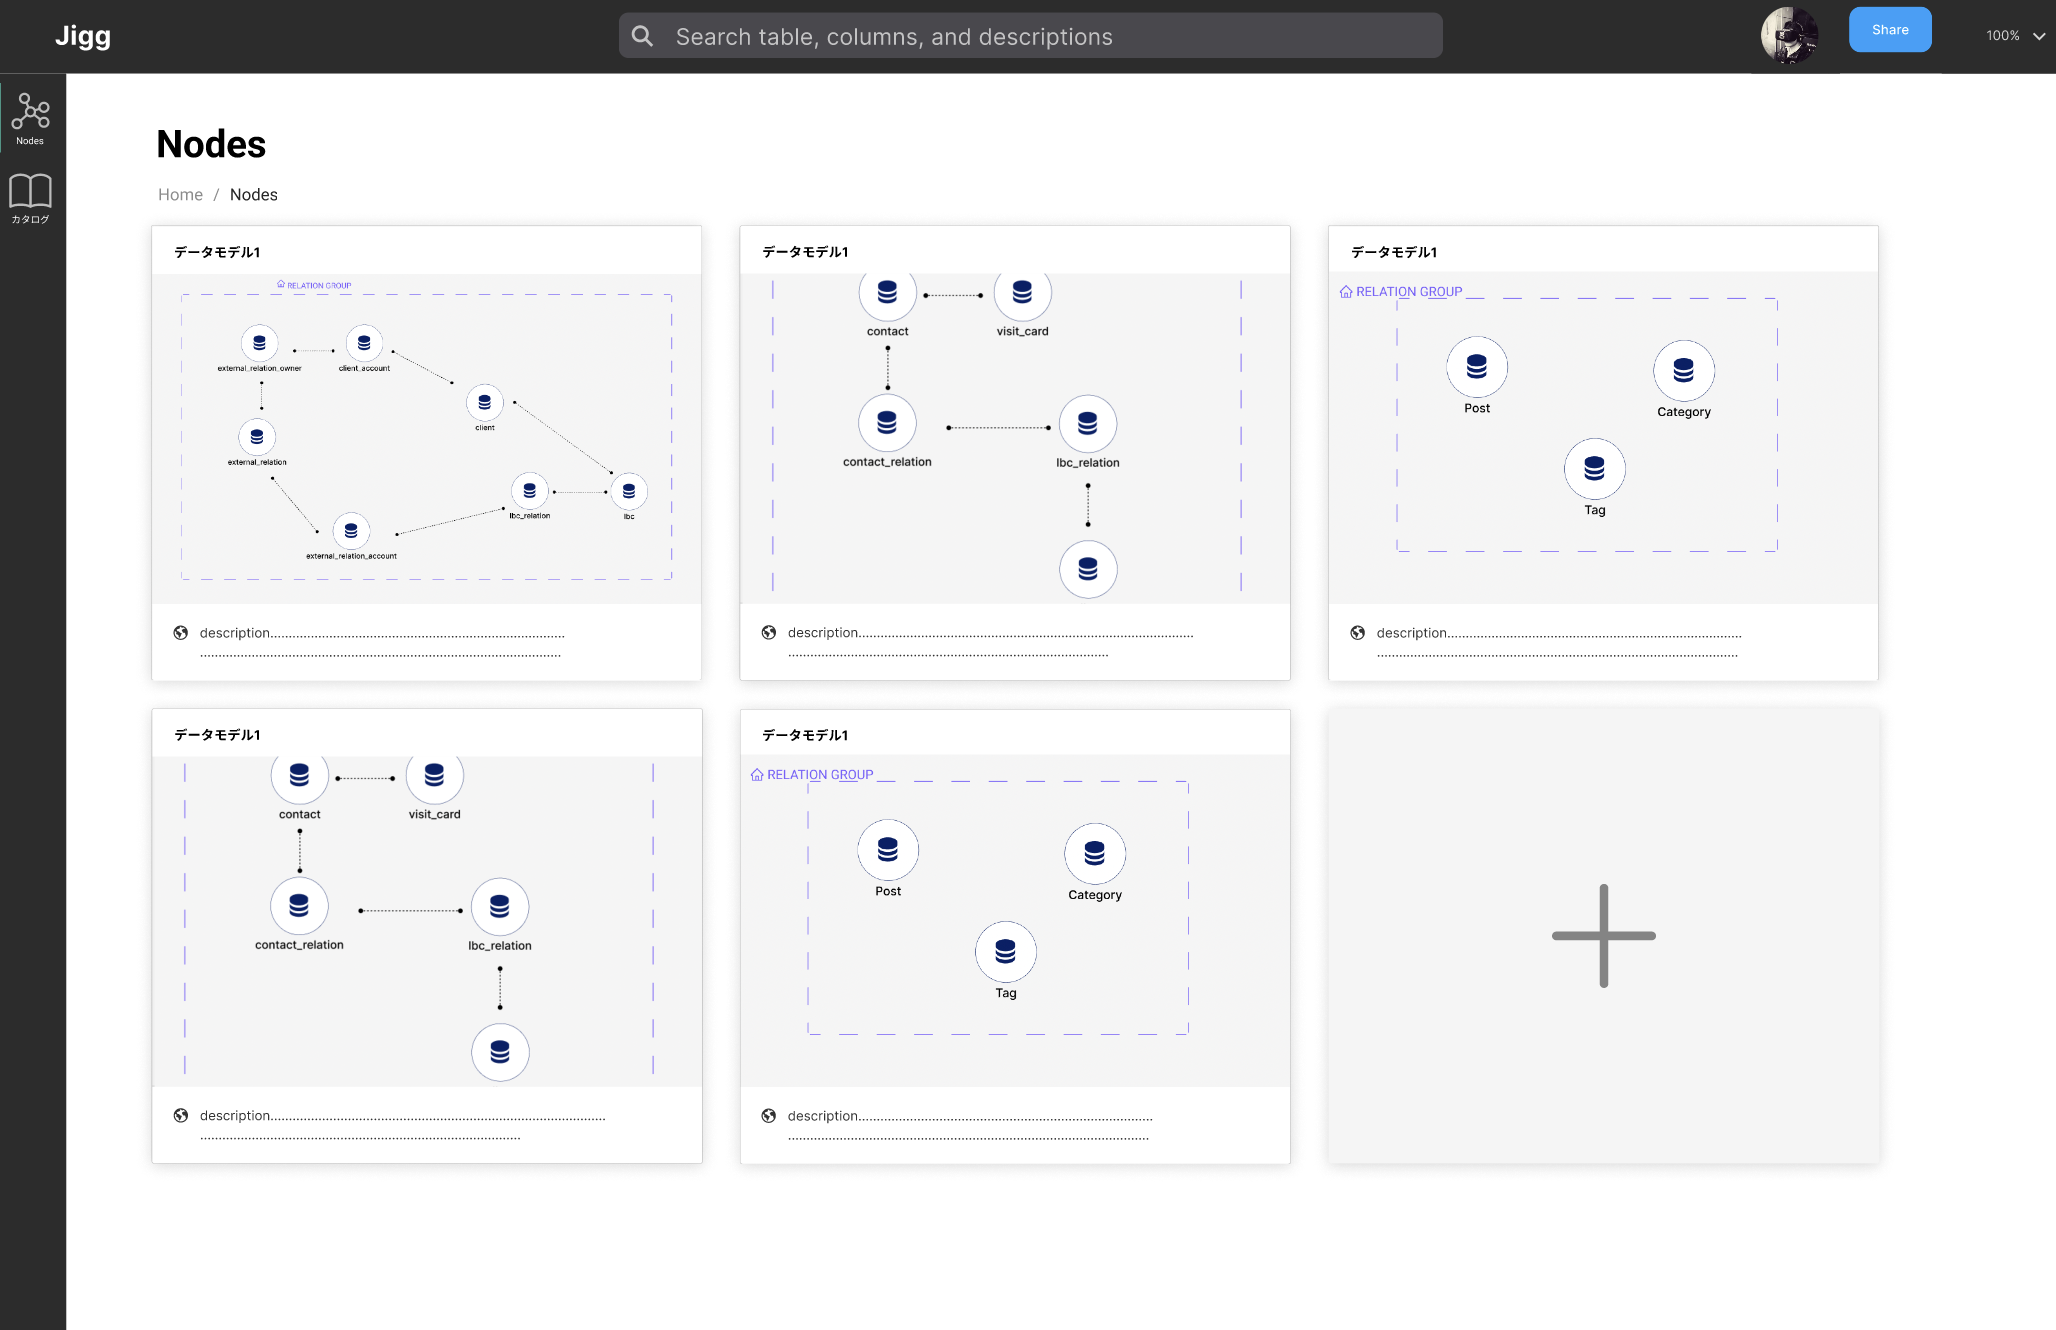 Jigg
Search table, columns, and descriptions
Share
100%
Nodes
カタログ
Nodes
Home / Nodes
データモデル1
RELATION GROUP
external_relation_owner
client_account
client
external_relation
lbc_relation
lbc
external_relation_account
description................................................................................
..................................................................................................
データモデル1
contact
visit_card
contact_relation
lbc_relation
description...........................................................................................
.......................................................................................
データモデル1
RELATION GROUP
Post
Category
Tag
description................................................................................
..................................................................................................
データモデル1
contact
visit_card
contact_relation
lbc_relation
description...........................................................................................
.......................................................................................
データモデル1
RELATION GROUP
Post
Category
Tag
description................................................................................
..................................................................................................